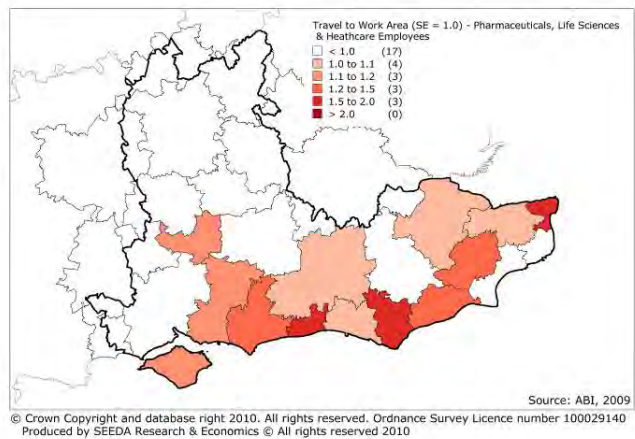 Travel to Work Area (SE = 1.0) - Pharmaceuticals, Life Sciences
& Heathcare Employees
< 1.0 (17)
1.0 to 1.1 (4)
1.1 to 1.2 (3)
1.2 to 1.5 (3)
1.5 to 2.0 (3)
> 2.0 (0)
Source: ABI, 2009
© Crown Copyright and database right 2010. All rights reserved. Ordnance Survey Licence number 100029140
Produced by SEEDA Research & Economics © All rights reserved 2010